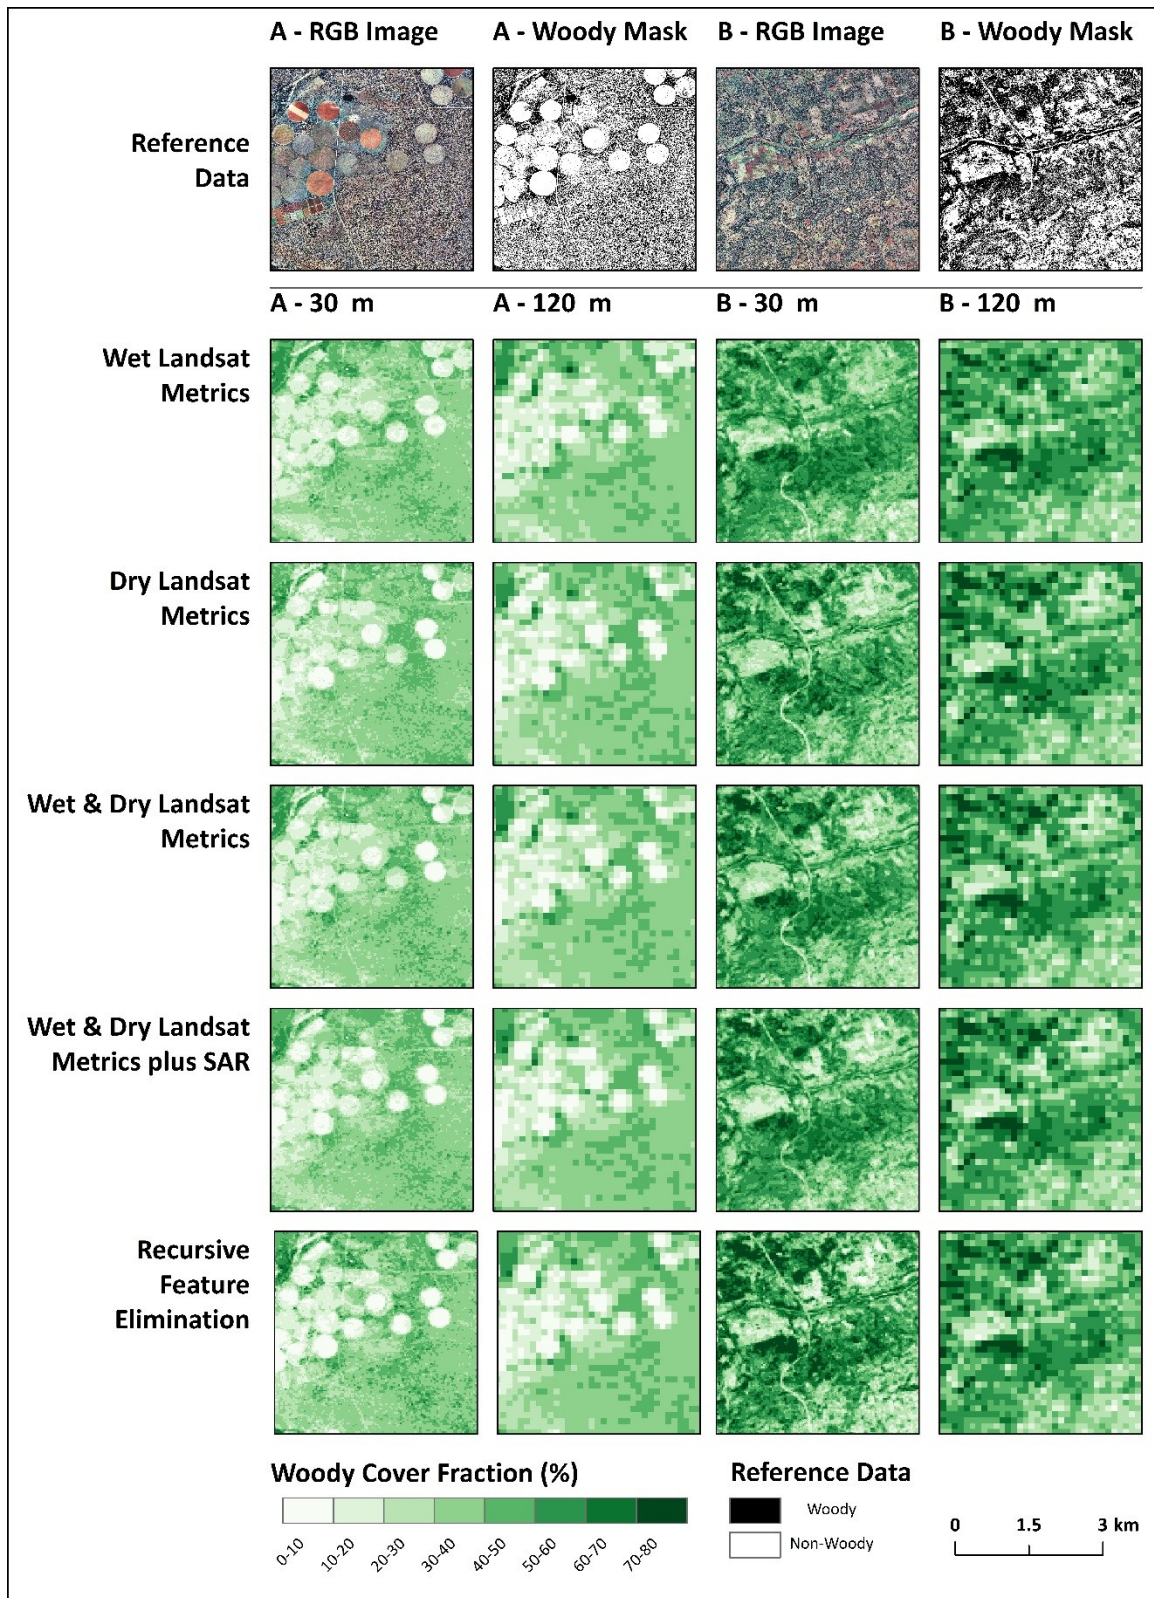 A - RGB Image A - Woody Mask B - RGB Image B - Woody Mask
Reference
Data
A - 30 m A - 120 m B - 30 m B - 120 m
Wet Landsat
Metrics
Dry Landsat
Metrics
Wet & Dry Landsat
Metrics
Wet & Dry Landsat
Metrics plus SAR
Recursive
Feature
Elimination
Woody Cover Fraction (%)
0-10 10-20 20-30 30-40 40-50 50-60 60-70 70-80
Reference Data
Woody
Non-Woody
0 1.5 3 km